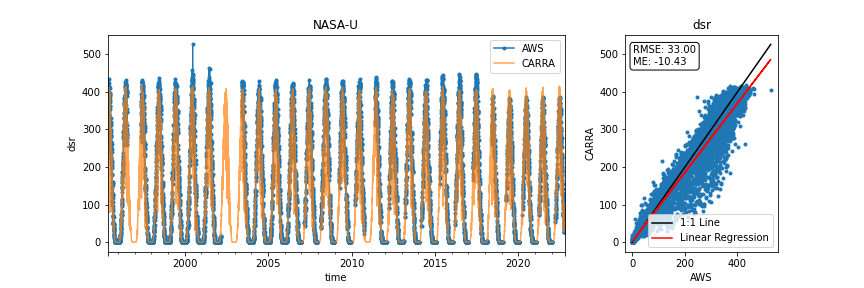 NASA-U
dsr
500
400
300
200
100
0
dsr
2000
2005
2010
2015
2020
time
AWS
CARRA
dsr
500
400
300
200
100
0
CARRA
RMSE: 33.00
ME: -10.43
1:1 Line
Linear Regression
0
200
400
AWS